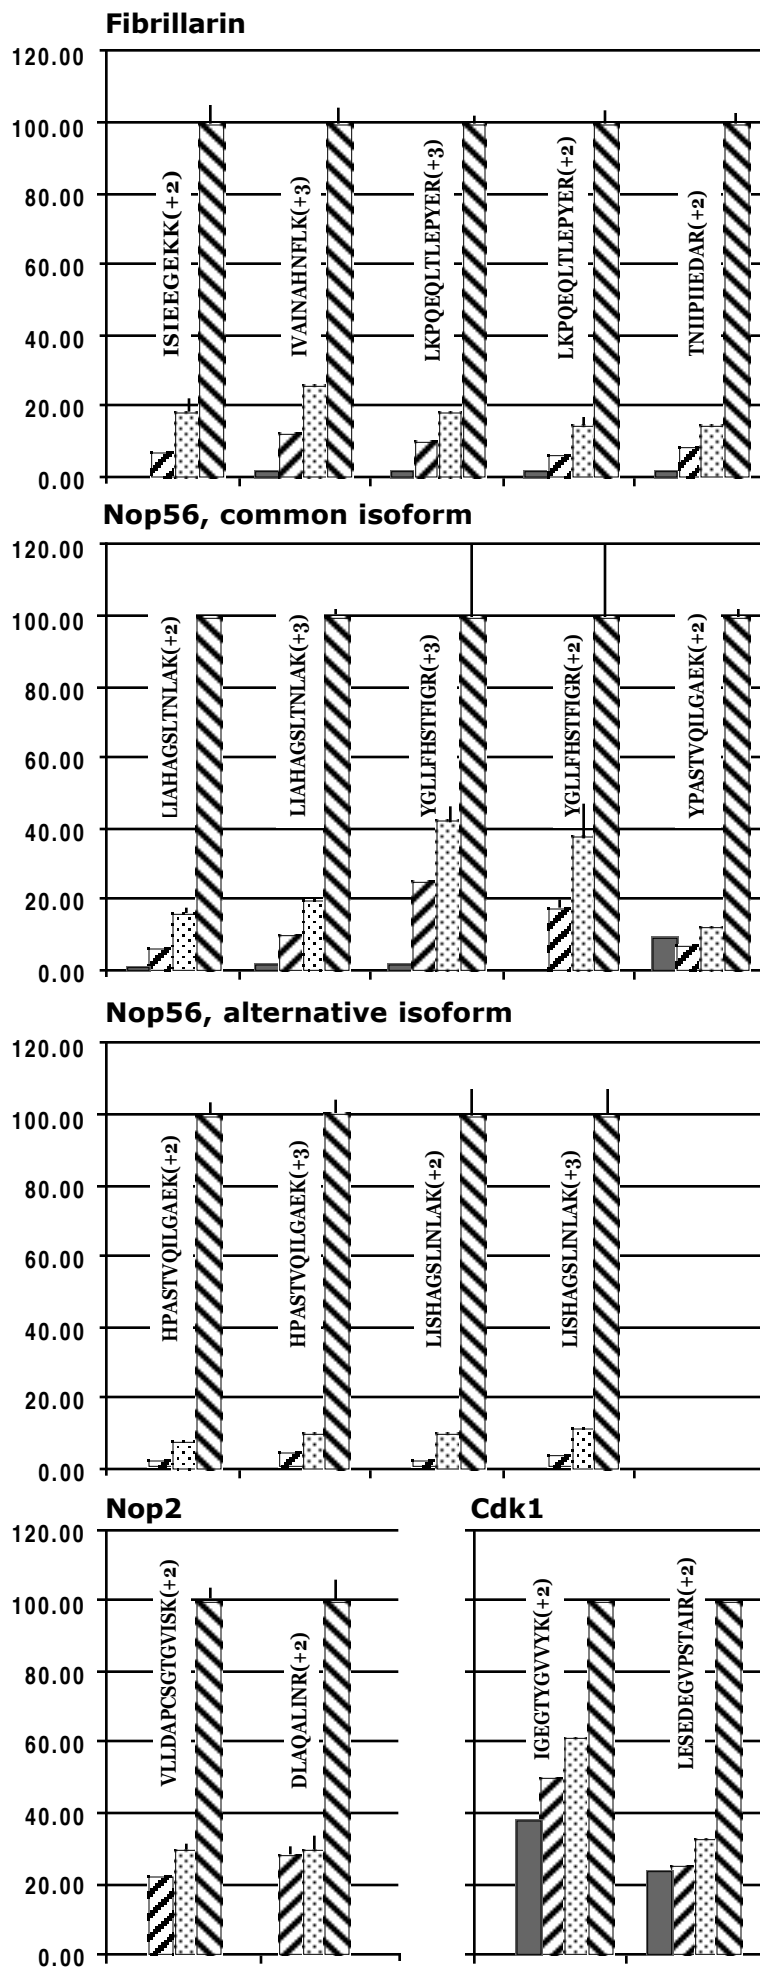 Fibrillarin
120.00
100.00
80.00
60.00
40.00
20.00
0.00
ISIEEGEKK(+2)
IVAINAHNFLK(+3)
LKPQEQLTLEPYER(+3)
LKPQEQLTLEPYER(+2)
TNIIPIIEDAR(+2)
Nop56, common isoform
120.00
100.00
80.00
60.00
40.00
20.00
0.00
LIAHAGSLTNLAK(+2)
LIAHAGSLTNLAK(+3)
YGLLFHSTFIGR(+3)
YGLLFHSTFIGR(+2)
YPASTVQILGAEK(+2)
Nop56, alternative isoform
120.00
100.00
80.00
60.00
40.00
20.00
0.00
HPASTVQILGAEK(+2)
HPASTVQILGAEK(+3)
LISHAGSLINLAK(+2)
LISHAGSLINLAK(+3)
Nop2
120.00
100.00
80.00
60.00
40.00
20.00
0.00
VLLDAPCSGTGVISK(+2)
DLAQALINR(+2)
Cdk1
IGEGTYGVVYK(+2)
LESEDEGVPSTAIR(+2)